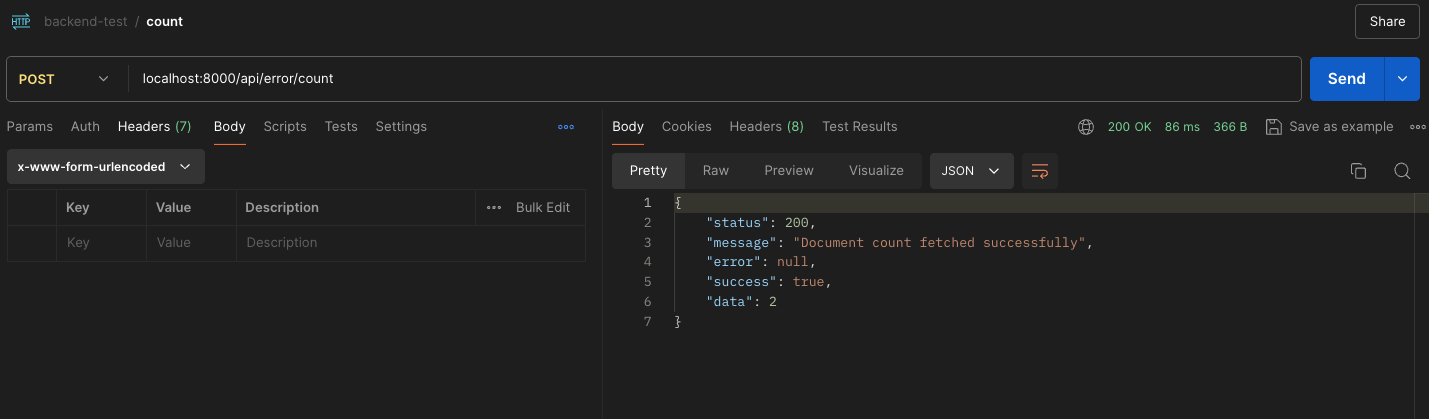 HTTP backend-test / count
Share
POST localhost:8000/api/error/count
Send
Params Auth Headers (7) Body Scripts Tests Settings
x-www-form-urlencoded
Key Value Description Bulk Edit
Key Value Description
Body Cookies Headers (8) Test Results 200 OK 86 ms 366 B Save as example
Pretty Raw Preview Visualize JSON
1 {
2 "status": 200,
3 "message": "Document count fetched successfully",
4 "error": null,
5 "success": true,
6 "data": 2
7 }